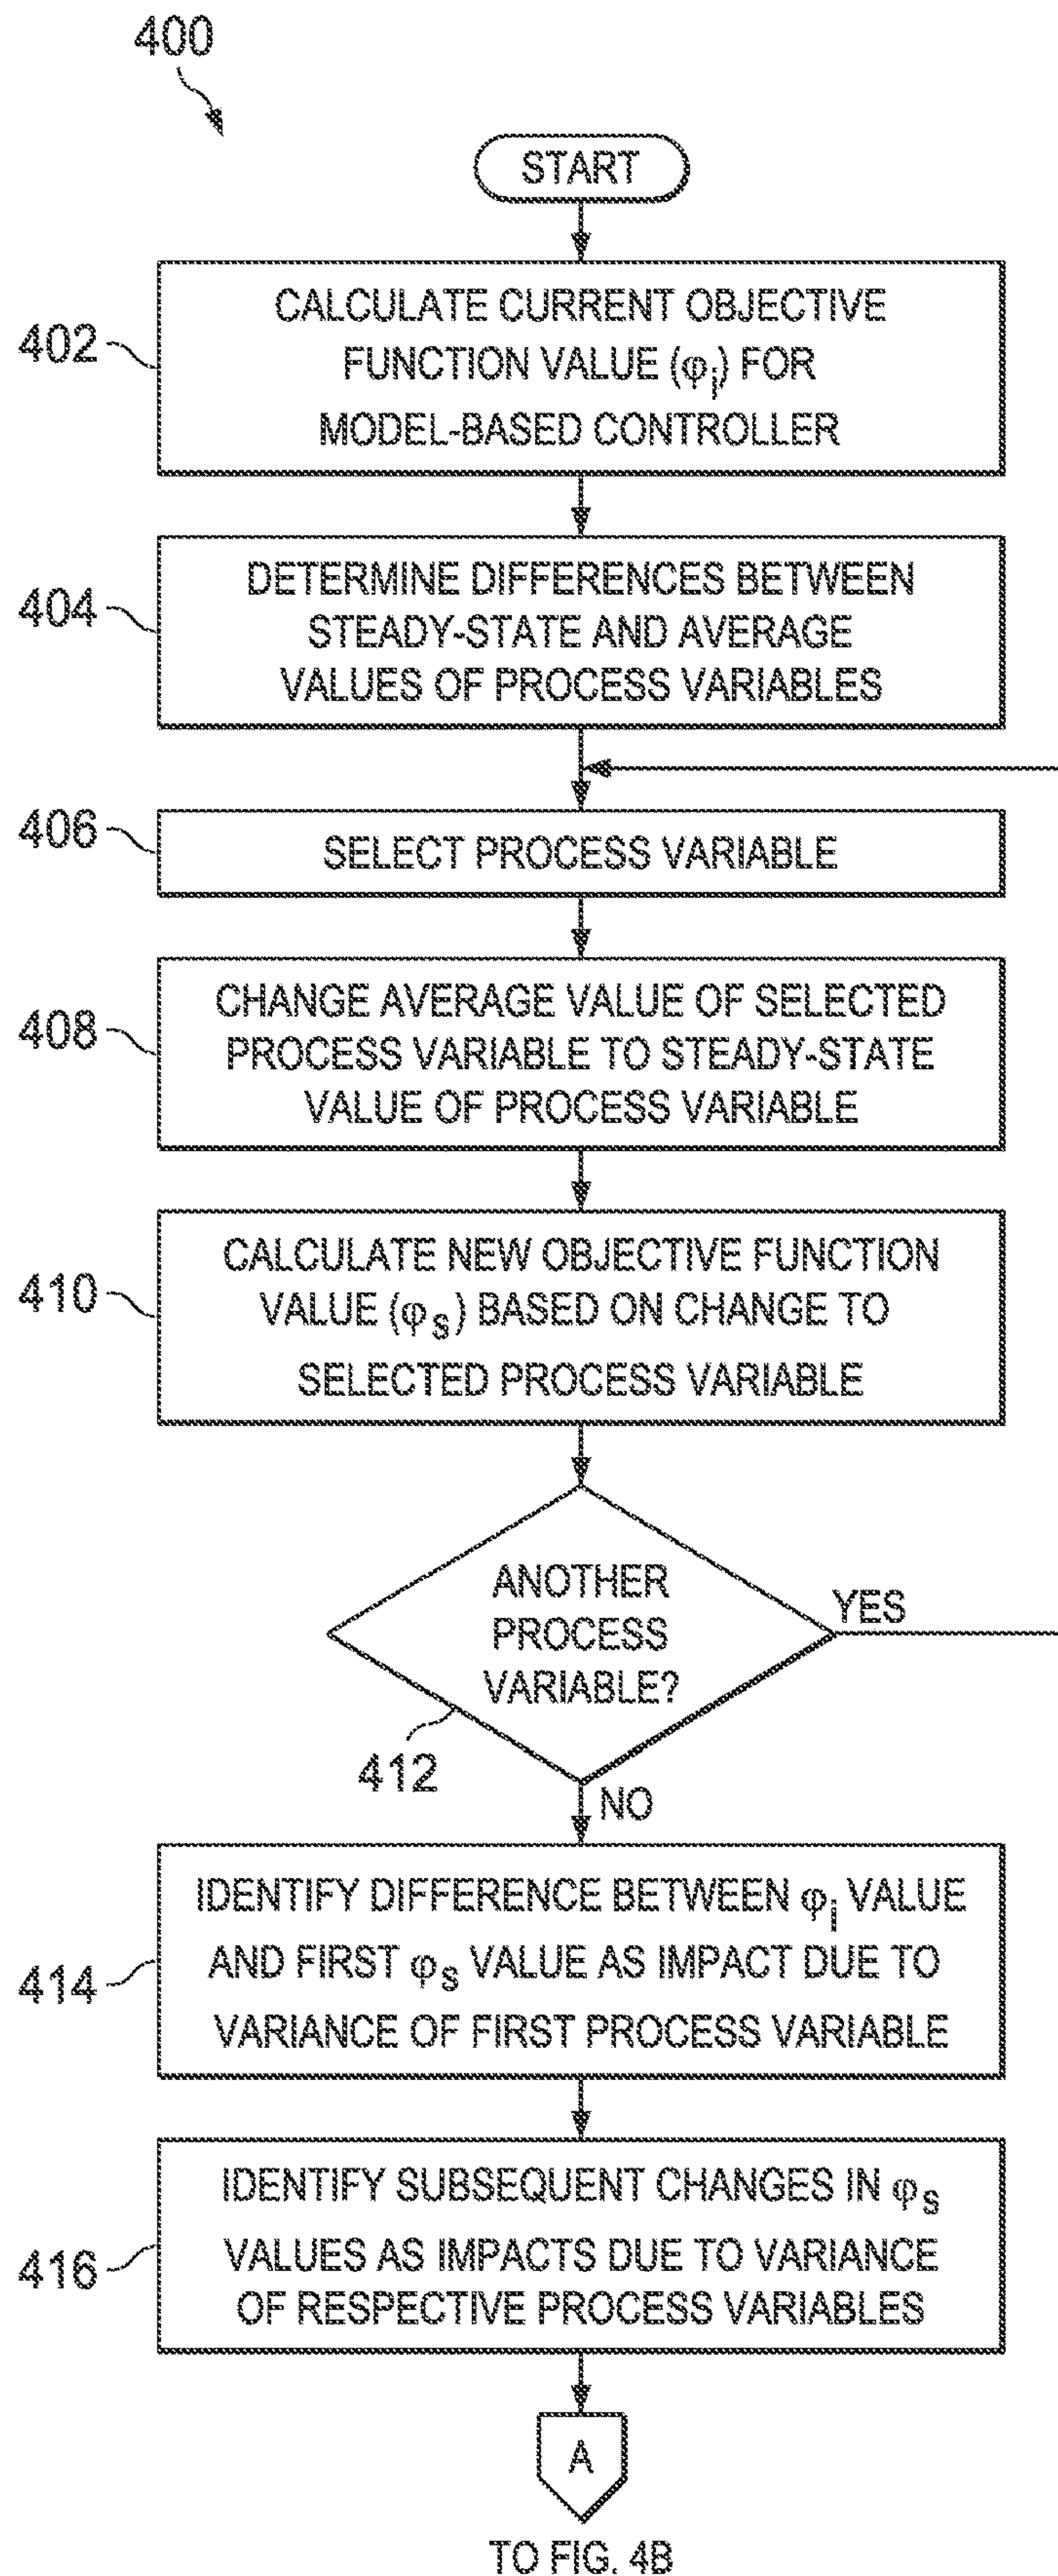 400
START
402
CALCULATE CURRENT OBJECTIVE
FUNCTION VALUE (φi) FOR
MODEL-BASED CONTROLLER
404
DETERMINE DIFFERENCES BETWEEN
STEADY-STATE AND AVERAGE
VALUES OF PROCESS VARIABLES
406
SELECT PROCESS VARIABLE
408
CHANGE AVERAGE VALUE OF SELECTED
PROCESS VARIABLE TO STEADY-STATE
VALUE OF PROCESS VARIABLE
410
CALCULATE NEW OBJECTIVE FUNCTION
VALUE (φs) BASED ON CHANGE TO
SELECTED PROCESS VARIABLE
ANOTHER
PROCESS
VARIABLE?
YES
412
NO
414
IDENTIFY DIFFERENCE BETWEEN φi VALUE
AND FIRST φs VALUE AS IMPACT DUE TO
VARIANCE OF FIRST PROCESS VARIABLE
416
IDENTIFY SUBSEQUENT CHANGES IN φs
VALUES AS IMPACTS DUE TO VARIANCE
OF RESPECTIVE PROCESS VARIABLES
A
TO FIG. 4B